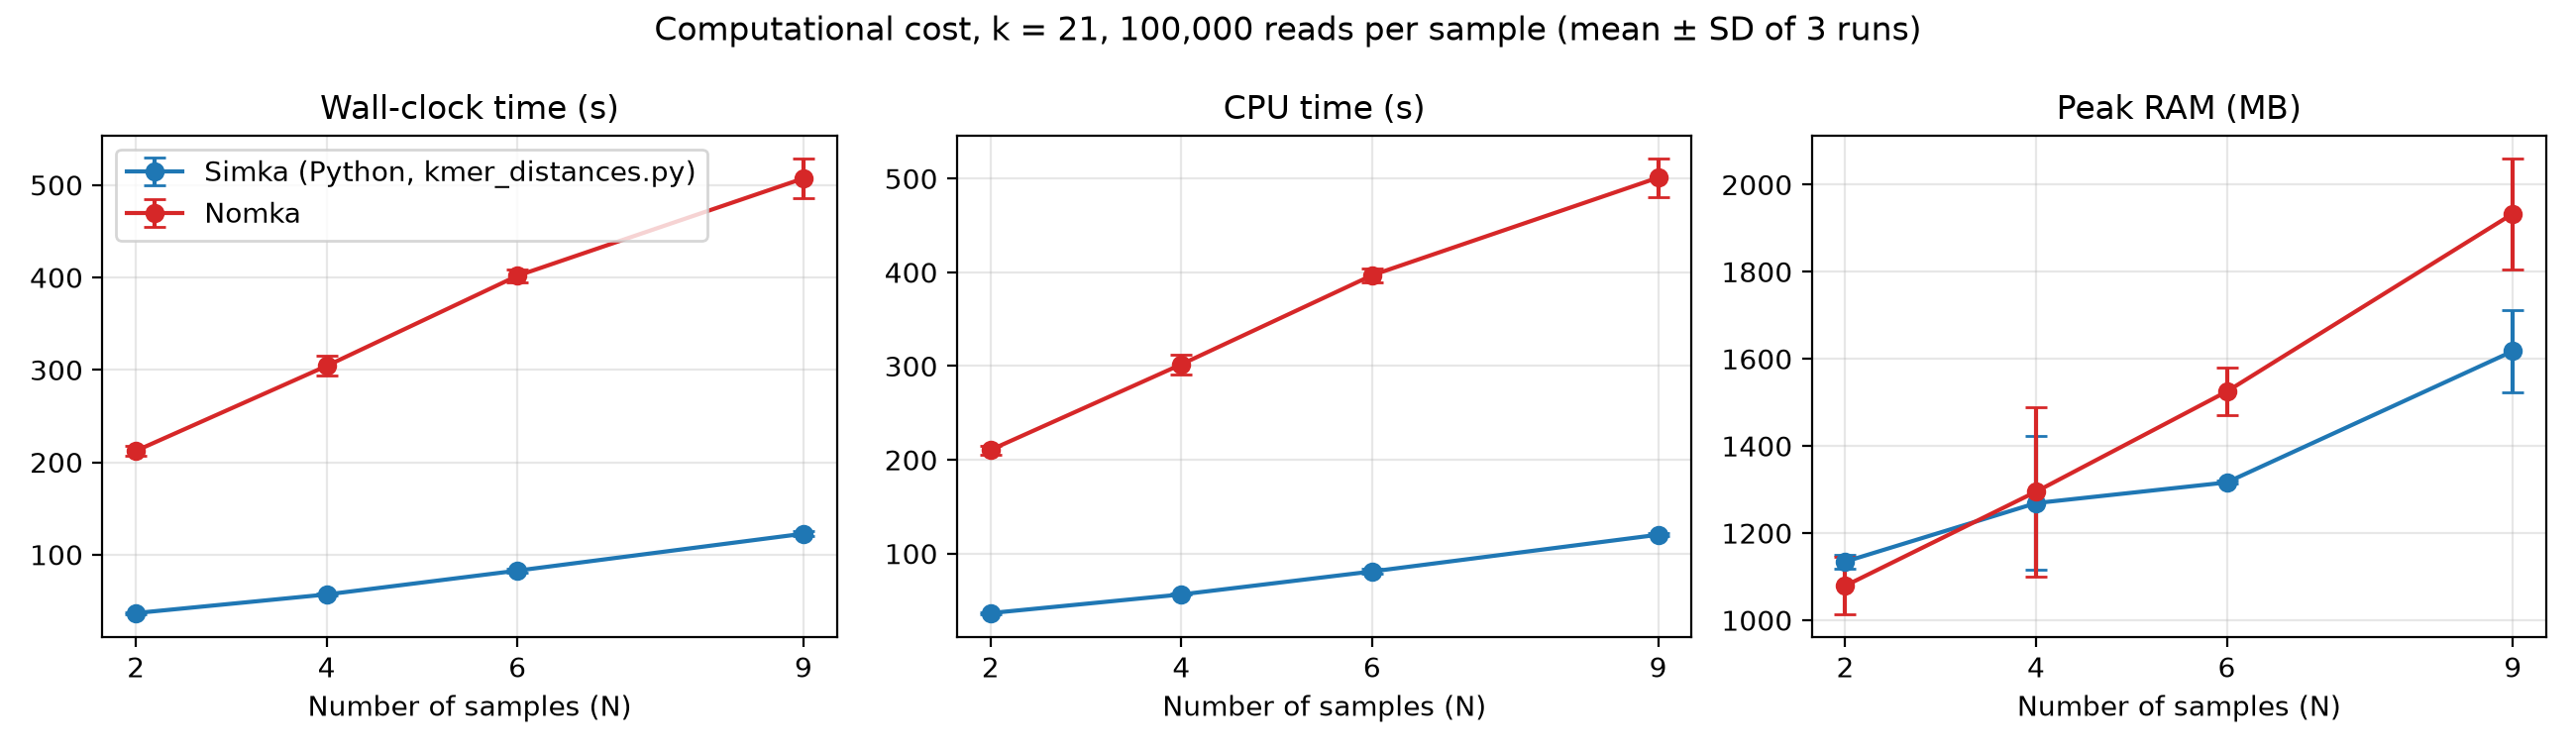 Computational cost, k = 21, 100,000 reads per sample (mean ± SD of 3 runs)
Wall-clock time (s)
Simka (Python, kmer_distances.py)
Nomka
500
400
300
200
100
2 4 6 9
Number of samples (N)
CPU time (s)
500
400
300
200
100
2 4 6 9
Number of samples (N)
Peak RAM (MB)
2000
1800
1600
1400
1200
1000
2 4 6 9
Number of samples (N)